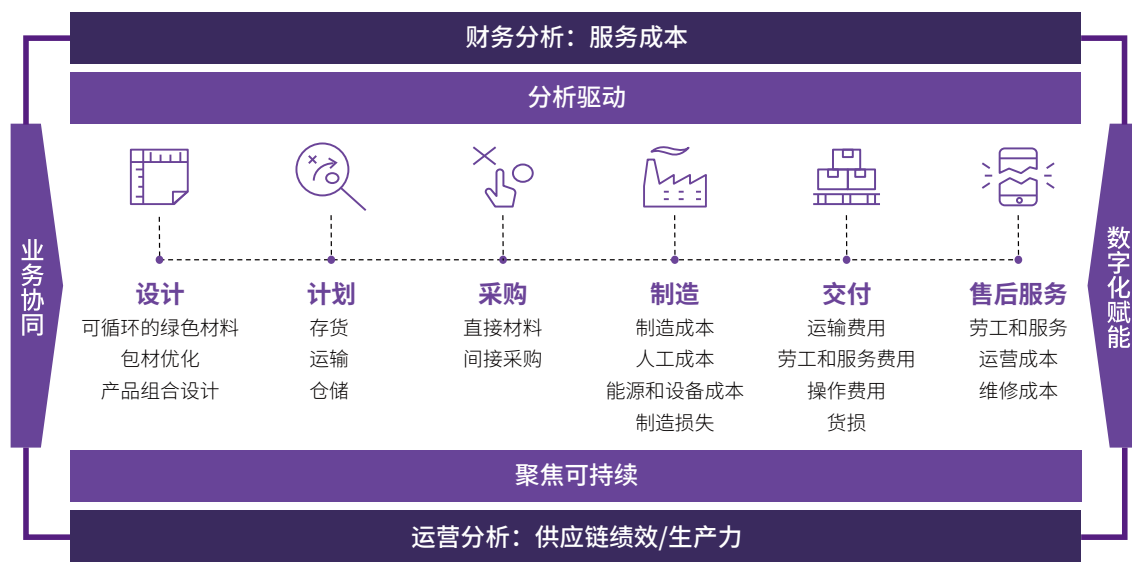 财务分析：服务成本
分析驱动
业务协同
数字化赋能
设计
可循环的绿色材料
包材优化
产品组合设计
计划
存货
运输
仓储
采购
直接材料
间接采购
制造
制造成本
人工成本
能源和设备成本
制造损失
交付
运输费用
劳工和服务费用
操作费用
货损
售后服务
劳工和服务
运营成本
维修成本
聚焦可持续
运营分析：供应链绩效/生产力